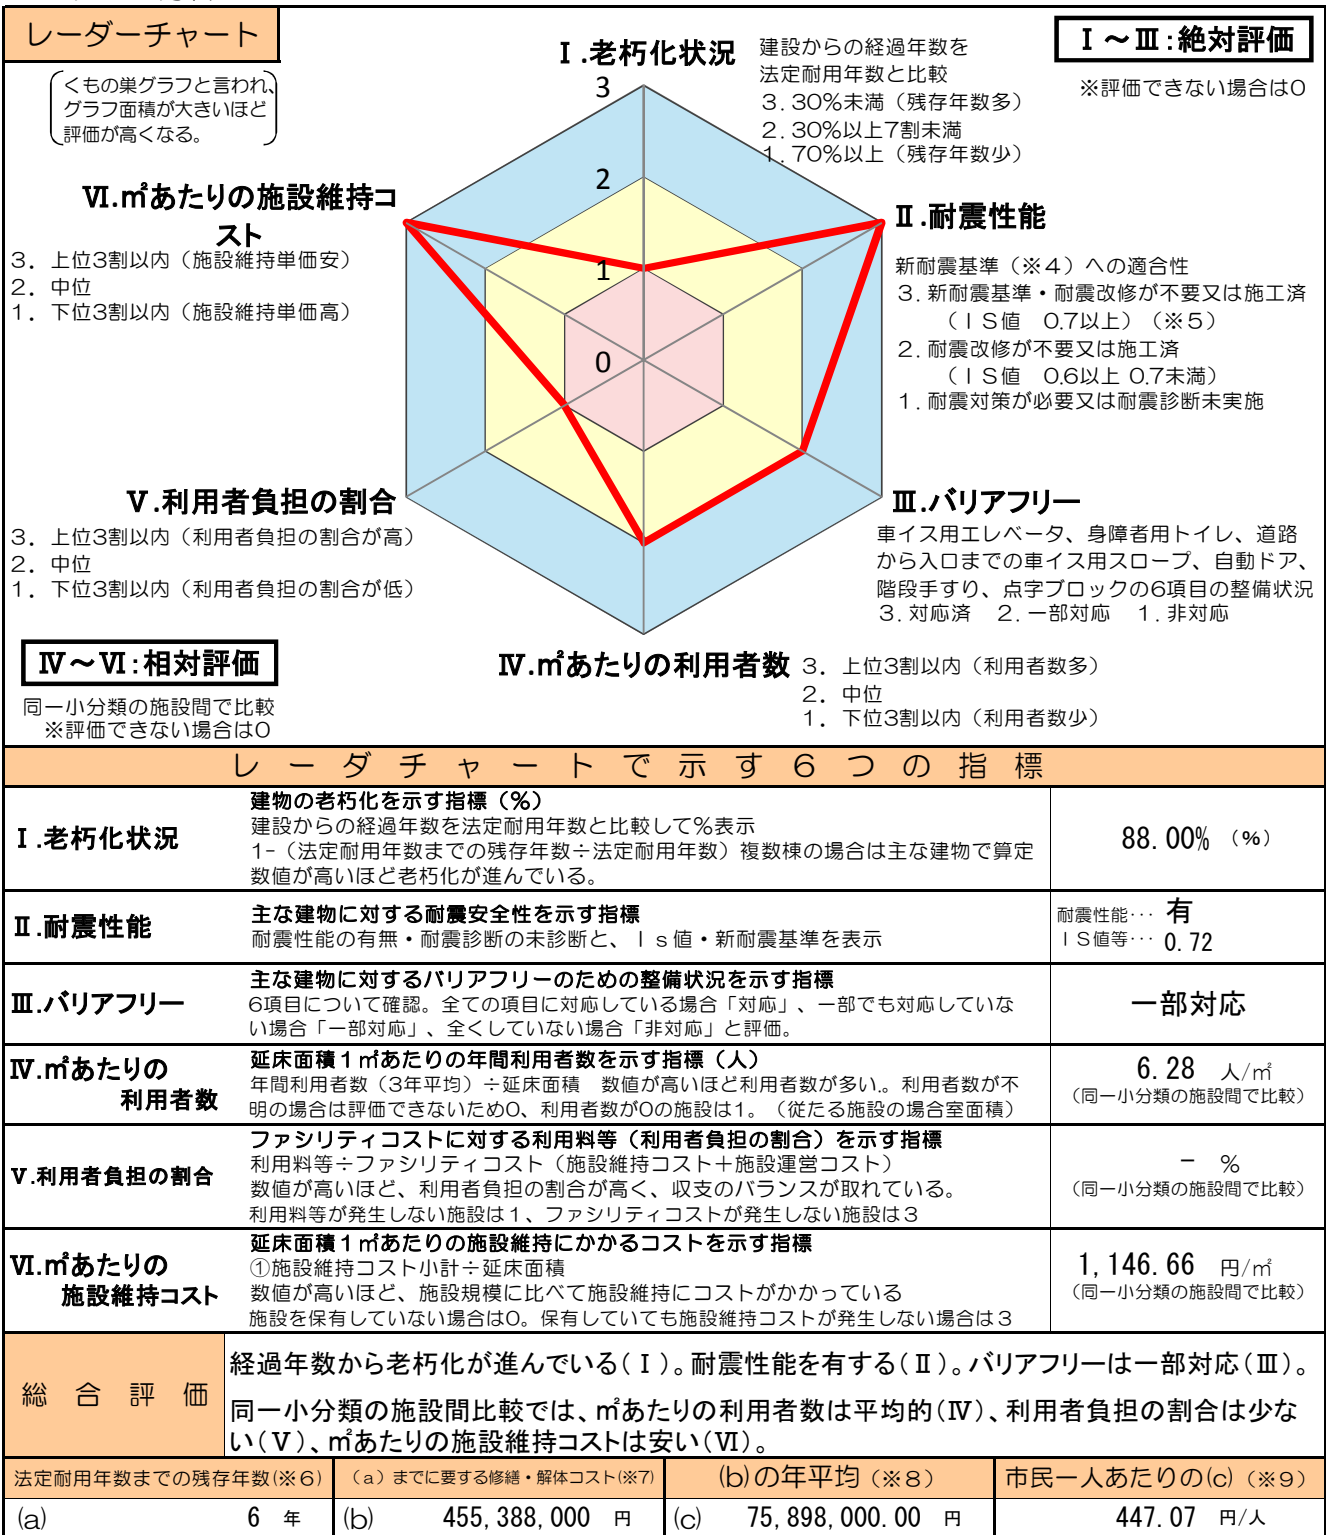 レーダーチャート
くもの巣グラフと言われ、
グラフ面積が大きいほど
評価が高くなる。
Ⅰ.老朽化状況
建設からの経過年数を
法定耐用年数と比較
３.30%未満（残存年数多）
２.30%以上7割未満
１.70%以上（残存年数少）
Ⅰ～Ⅲ:絶対評価
※評価できない場合は0
3
2
1
0
Ⅵ.㎡あたりの施設維持コ
スト
３． 上位3割以内（施設維持単価安）
２． 中位
１． 下位3割以内（施設維持単価高）
Ⅱ.耐震性能
新耐震基準（※４）への適合性
３.新耐震基準・耐震改修が不要又は施工済
（ＩＳ値　0.7以上）（※５）
２.耐震改修が不要又は施工済
（ＩＳ値　0.6以上 0.7未満）
１.耐震対策が必要又は耐震診断未実施
Ⅴ.利用者負担の割合
３． 上位3割以内（利用者負担の割合が高）
２． 中位
１． 下位3割以内（利用者負担の割合が低）
Ⅲ.バリアフリー
車イス用エレベータ、身障者用トイレ、道路
から入口までの車イス用スロープ、自動ドア、
階段手すり、点字ブロックの6項目の整備状況
３.対応済　２.一部対応　１.非対応
Ⅳ～Ⅵ:相対評価
同一小分類の施設間で比較
※評価できない場合は0
Ⅳ.㎡あたりの利用者数
３． 上位3割以内（利用者数多）
２． 中位
１． 下位3割以内（利用者数少）
レーダチャートで示す６つの指標
Ⅰ.老朽化状況
建物の老朽化を示す指標（%）
建設からの経過年数を法定耐用年数と比較して%表示
1-（法定耐用年数までの残存年数÷法定耐用年数）複数棟の場合は主な建物で算定
数値が高いほど老朽化が進んでいる。
88.00% （%）
Ⅱ.耐震性能
主な建物に対する耐震安全性を示す指標
耐震性能の有無・耐震診断の未診断と、Ｉｓ値・新耐震基準を表示
耐震性能… 有
ＩＳ値等… 0.72
Ⅲ.バリアフリー
主な建物に対するバリアフリーのための整備状況を示す指標
6項目について確認。全ての項目に対応している場合「対応」、一部でも対応していな
い場合「一部対応」、全くしていない場合「非対応」と評価。
一部対応
Ⅳ.㎡あたりの
利用者数
延床面積１㎡あたりの年間利用者数を示す指標（人）
年間利用者数（3年平均）÷延床面積　数値が高いほど利用者数が多い。利用者数が不
明の場合は評価できないため0、利用者数が0の施設は1。（従たる施設の場合室面積）
6.28 人/㎡
（同一小分類の施設間で比較）
Ⅴ.利用者負担の割合
ファシリティコストに対する利用料等（利用者負担の割合）を示す指標
利用料等÷ファシリティコスト（施設維持コスト＋施設運営コスト）
数値が高いほど、利用者負担の割合が高く、収支のバランスが取れている。
利用料等が発生しない施設は１、ファシリティコストが発生しない施設は３
－ %
（同一小分類の施設間で比較）
Ⅵ.㎡あたりの
施設維持コスト
延床面積１㎡あたりの施設維持にかかるコストを示す指標
①施設維持コスト小計÷延床面積
数値が高いほど、施設規模に比べて施設維持にコストがかかっている
施設を保有していない場合は0。保有していても施設維持コストが発生しない場合は３
1,146.66 円/㎡
（同一小分類の施設間で比較）
総合評価
経過年数から老朽化が進んでいる(Ⅰ)。耐震性能を有する(Ⅱ)。バリアフリーは一部対応(Ⅲ)。
同一小分類の施設間比較では、㎡あたりの利用者数は平均的(Ⅳ)、利用者負担の割合は少な
い(Ⅴ)、㎡あたりの施設維持コストは安い(Ⅵ)。
法定耐用年数までの残存年数(※６)
（ａ）までに要する修繕・解体コスト(※7)
(b)の年平均（※８）
市民一人あたりの(c)（※９）
(a) 6 年
(b) 455,388,000 円
(c) 75,898,000.00 円
447.07 円/人